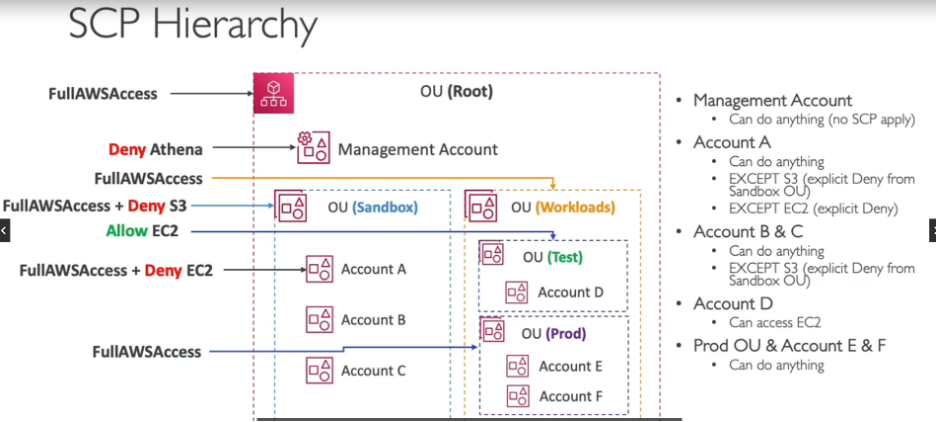 SCP Hierarchy
FullAWSAccess
OU (Root)
Deny Athena
Management Account
FullAWSAccess
FullAWSAccess + Deny S3
OU (Sandbox)
OU (Workloads)
Allow EC2
OU (Test)
FullAWSAccess + Deny EC2
Account A
Account D
Account B
OU (Prod)
FullAWSAccess
Account C
Account E
Account F
• Management Account
• Can do anything (no SCP apply)
• Account A
• Can do anything
• EXCEPT S3 (explicit Deny from
Sandbox OU)
• EXCEPT EC2 (explicit Deny)
• Account B & C
• Can do anything
• EXCEPT S3 (explicit Deny from
Sandbox OU)
• Account D
• Can access EC2
• Prod OU & Account E & F
• Can do anything